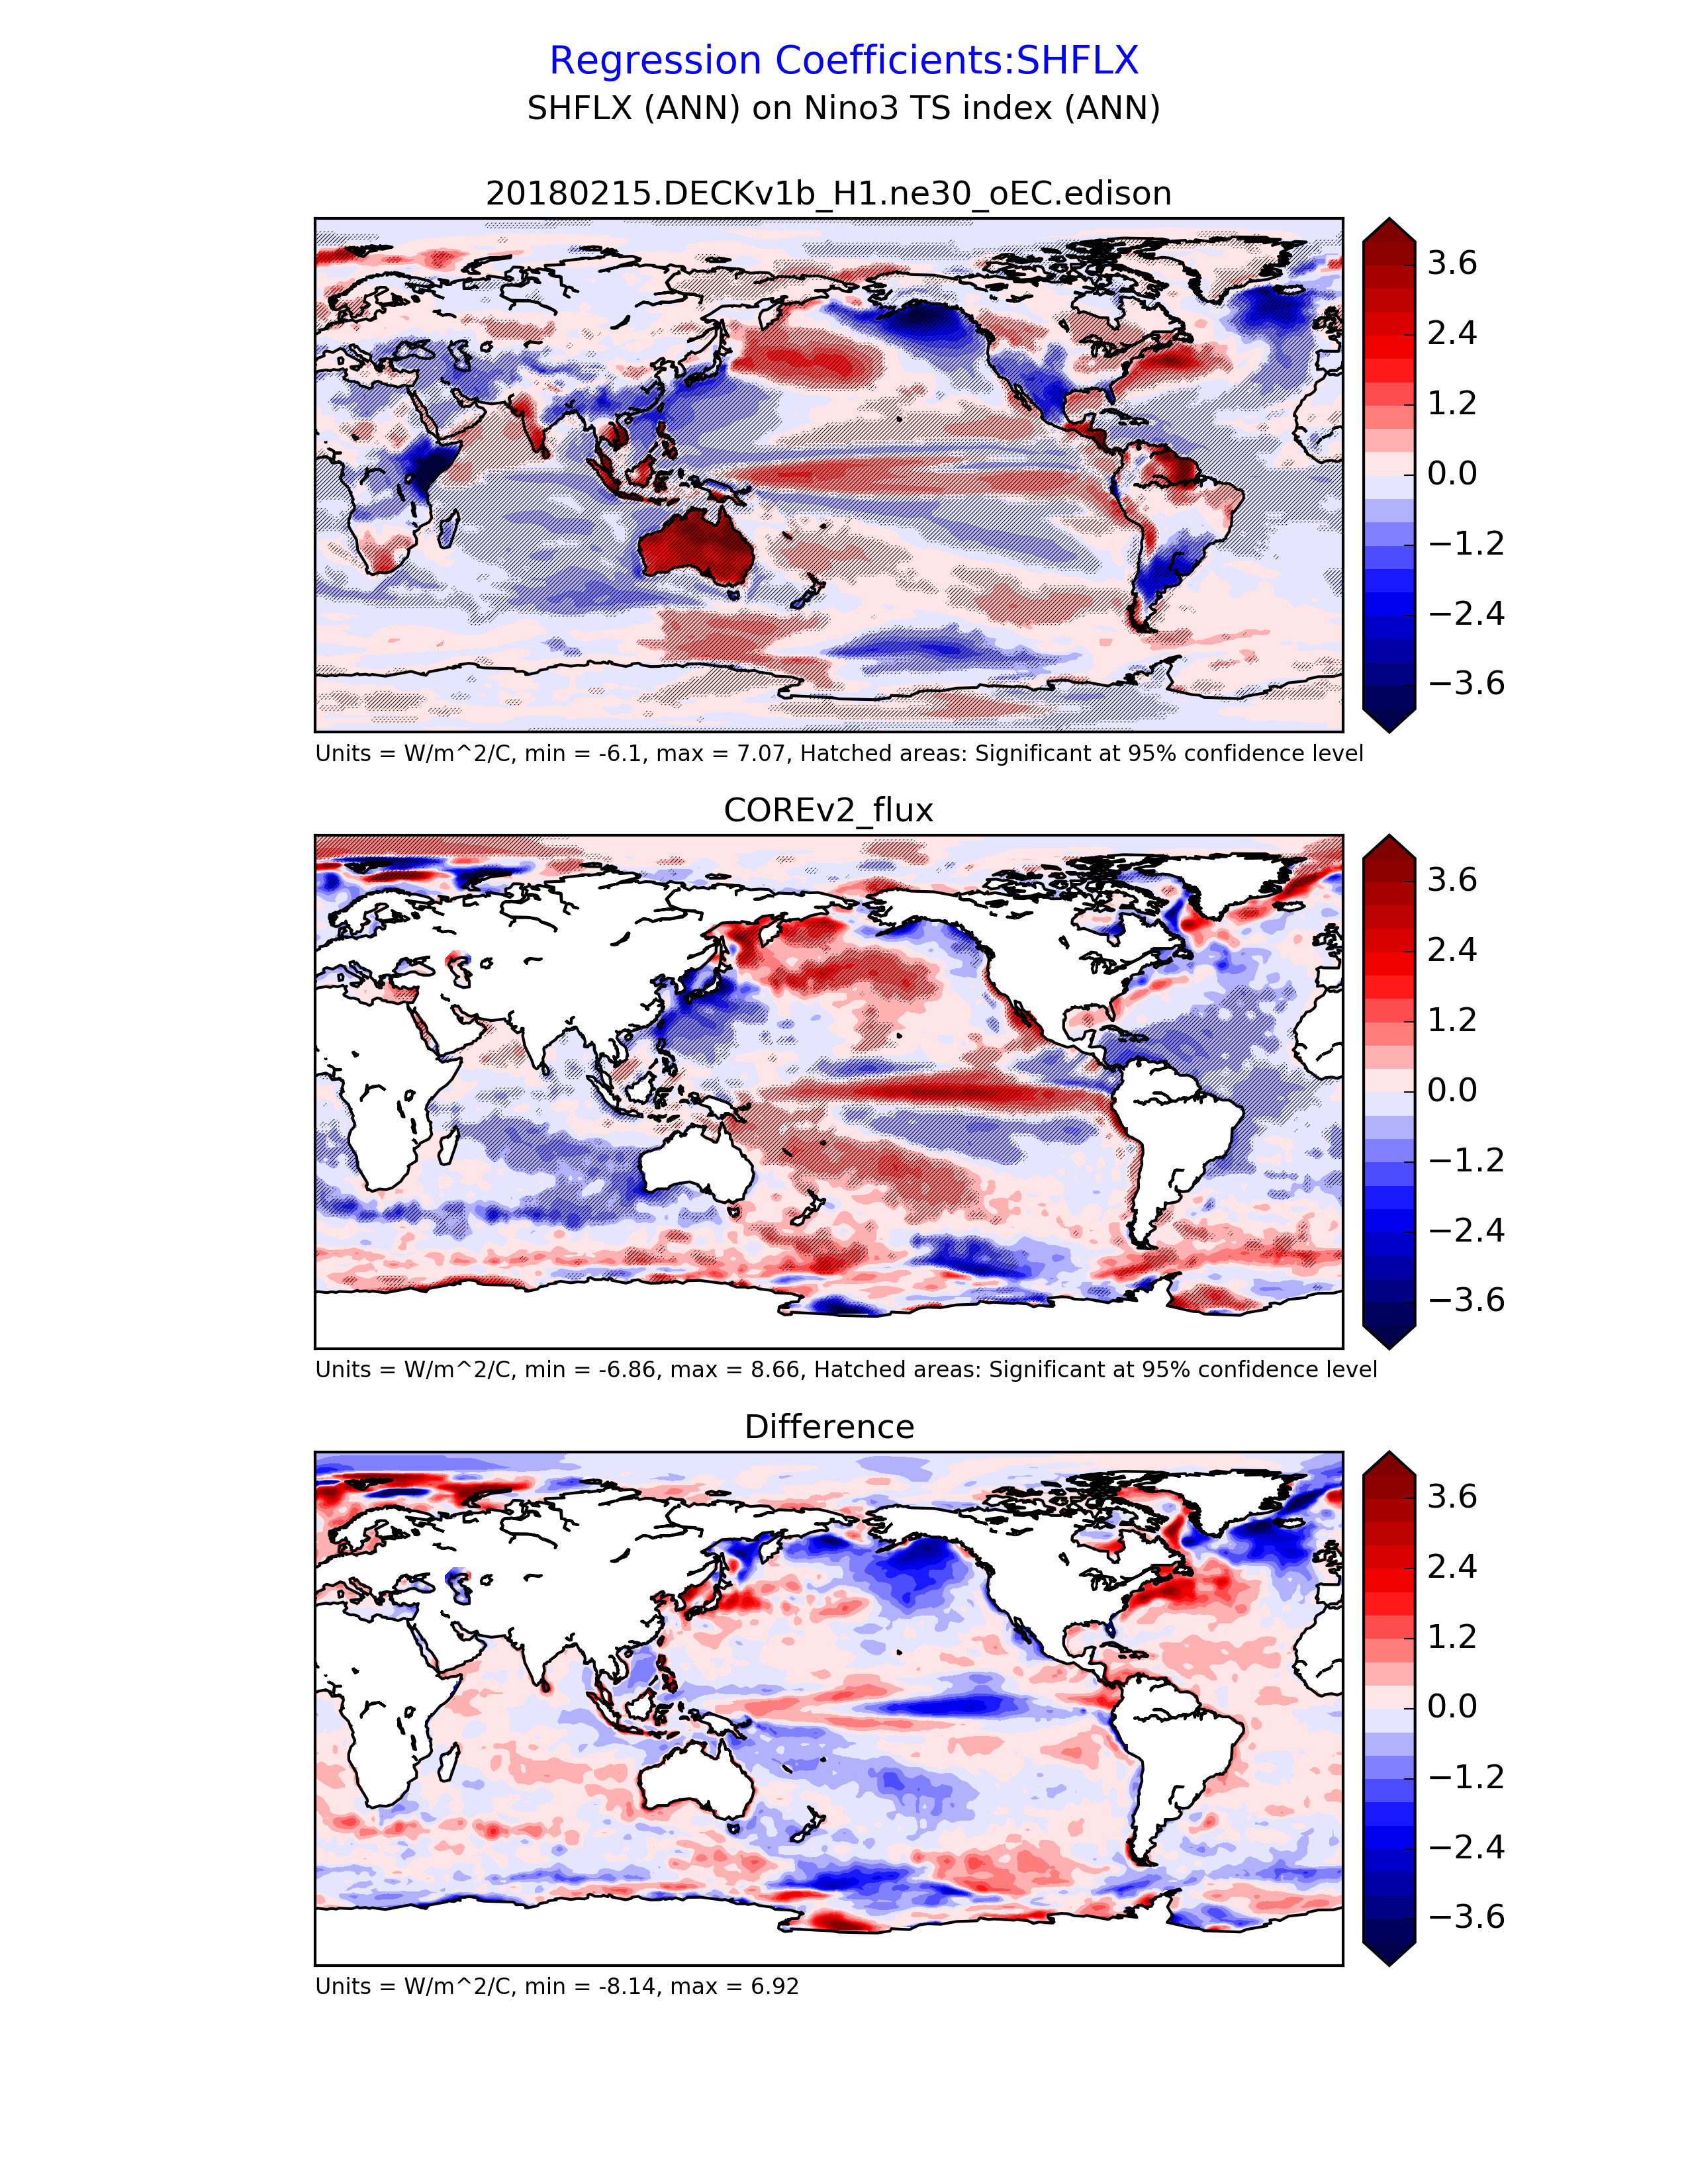 Regression Coefficients:SHFLX
SHFLX (ANN) on Nino3 TS index (ANN)
20180215.DECKv1b_H1.ne30_oEC.edison
3.6
2.4
1.2
0.0
−1.2
−2.4
−3.6
Units = W/m^2/C, min = -6.1, max = 7.07, Hatched areas: Significant at 95% confidence level
COREv2_flux
3.6
2.4
1.2
0.0
−1.2
−2.4
−3.6
Units = W/m^2/C, min = -6.86, max = 8.66, Hatched areas: Significant at 95% confidence level
Difference
3.6
2.4
1.2
0.0
−1.2
−2.4
−3.6
Units = W/m^2/C, min = -8.14, max = 6.92